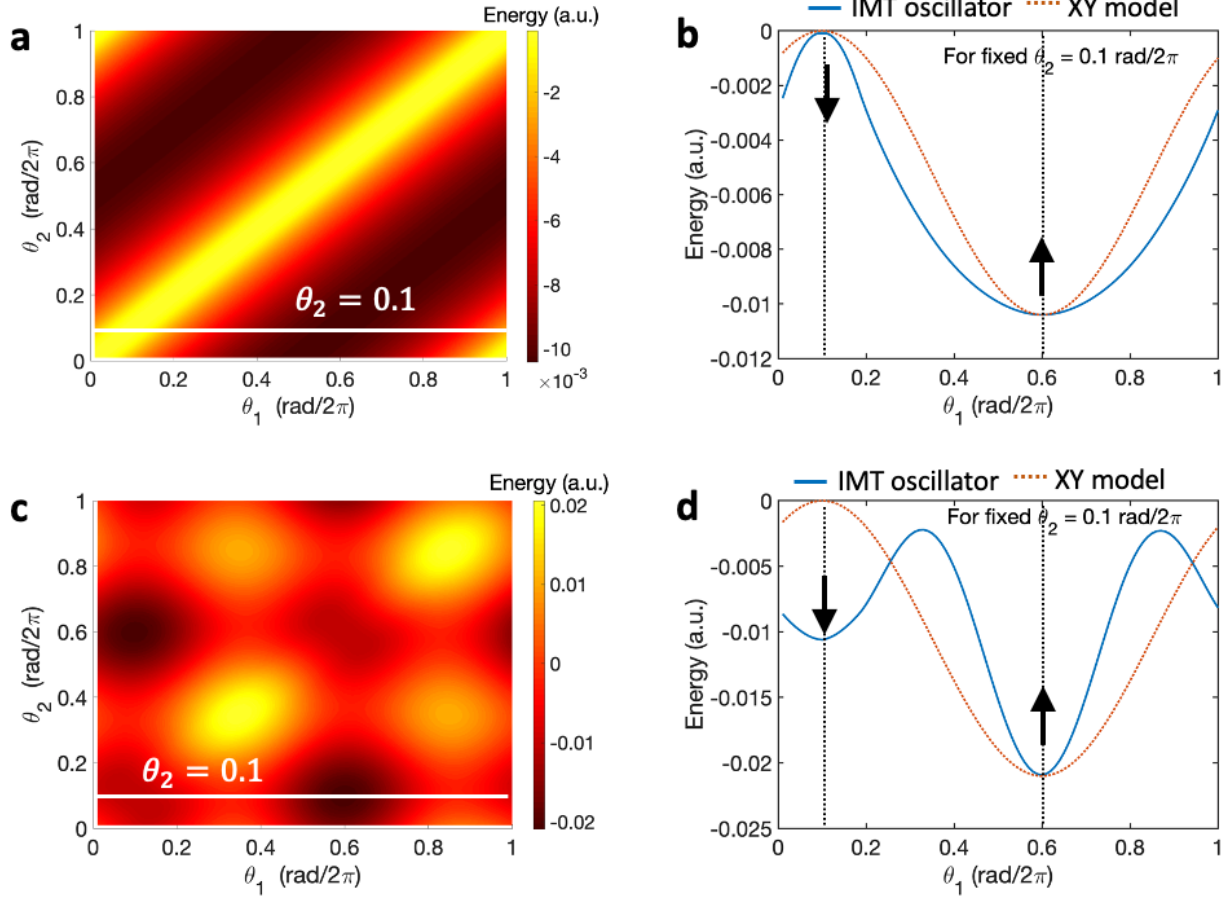 a
Energy (a.u.)
1
0.8
0.6
0.4
0.2
0
θ2 (rad/2π)
θ2 = 0.1
0 0.2 0.4 0.6 0.8 1
θ1 (rad/2π)
-2
-4
-6
-8
-10
×10-3
b
IMT oscillator XY model
For fixed θ2 = 0.1 rad/2π
0
-0.002
-0.004
-0.006
-0.008
-0.01
-0.012
Energy (a.u.)
0 0.2 0.4 0.6 0.8 1
θ1 (rad/2π)
c
Energy (a.u.)
1
0.8
0.6
0.4
0.2
0
θ2 (rad/2π)
θ2 = 0.1
0 0.2 0.4 0.6 0.8 1
θ1 (rad/2π)
0.02
0.01
0
-0.01
-0.02
d
IMT oscillator XY model
For fixed θ2 = 0.1 rad/2π
0
-0.005
-0.01
-0.015
-0.02
-0.025
Energy (a.u.)
0 0.2 0.4 0.6 0.8 1
θ1 (rad/2π)